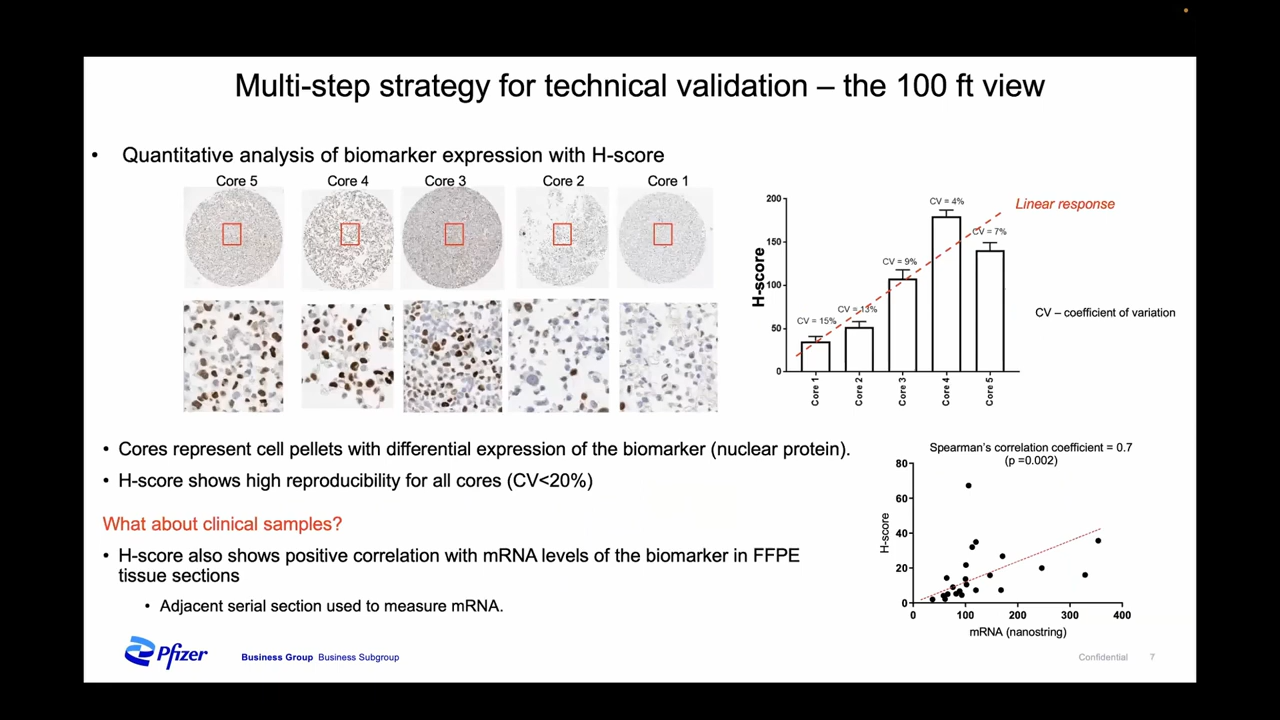 Multi-step strategy for technical validation – the 100 ft view
• Quantitative analysis of biomarker expression with H-score
Core 5 Core 4 Core 3 Core 2 Core 1
H-score
200
150
100
50
0
CV = 15%
CV = 13%
CV = 9%
CV = 4%
CV = 7%
Linear response
Core 1
Core 2
Core 3
Core 4
Core 5
CV – coefficient of variation
• Cores represent cell pellets with differential expression of the biomarker (nuclear protein).
• H-score shows high reproducibility for all cores (CV<20%)
What about clinical samples?
• H-score also shows positive correlation with mRNA levels of the biomarker in FFPE
tissue sections
• Adjacent serial section used to measure mRNA.
Spearman's correlation coefficient = 0.7
(p =0.002)
H-score
80
60
40
20
0
0 100 200 300 400
mRNA (nanostring)
Pfizer
Business Group Business Subgroup
Confidential 7